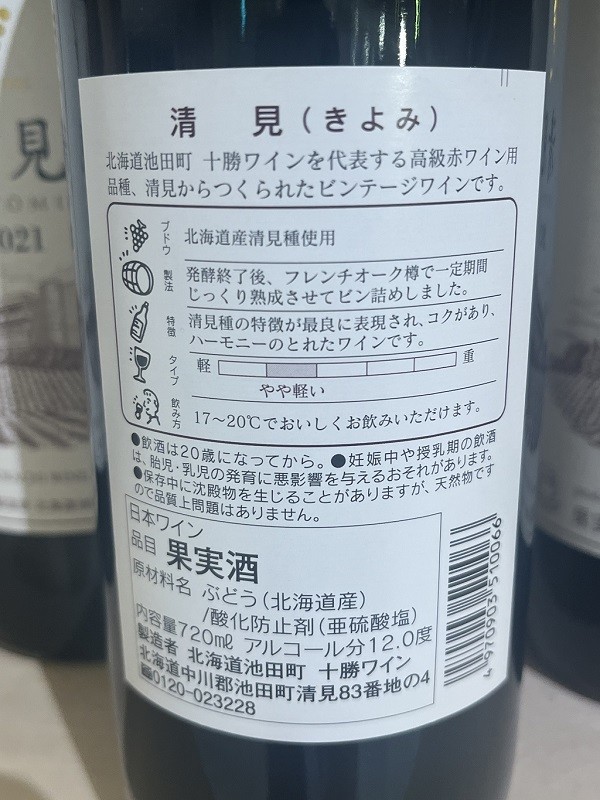 清 見(きよみ)
北海道池田町 十勝ワインを代表する高級赤ワイン用
品種、清見からつくられたビンテージワインです。
ブドウ 北海道産清見種使用
製法 発酵終了後、フレンチオーク樽で一定期間
じっくり熟成させてビン詰めしました。
特徴 清見種の特徴が最良に表現され、コクがあり、
ハーモニーのとれたワインです。
タイプ 軽 重
やや軽い
飲み方 17〜20℃でおいしくお飲みいただけます。
●飲酒は20歳になってから。●妊娠中や授乳期の飲酒
は、胎児・乳児の発育に悪影響を与えるおそれがあります。
●保存中に沈殿物を生じることがありますが、天然物です
ので品質上問題はありません。
日本ワイン
品目 果実酒
原材料名 ぶどう(北海道産)
/酸化防止剤(亜硫酸塩)
内容量720㎖ アルコール分12.0度
製造者 北海道池田町 十勝ワイン
北海道中川郡池田町清見83番地の4
0120-023228
4970903510066
見
2021